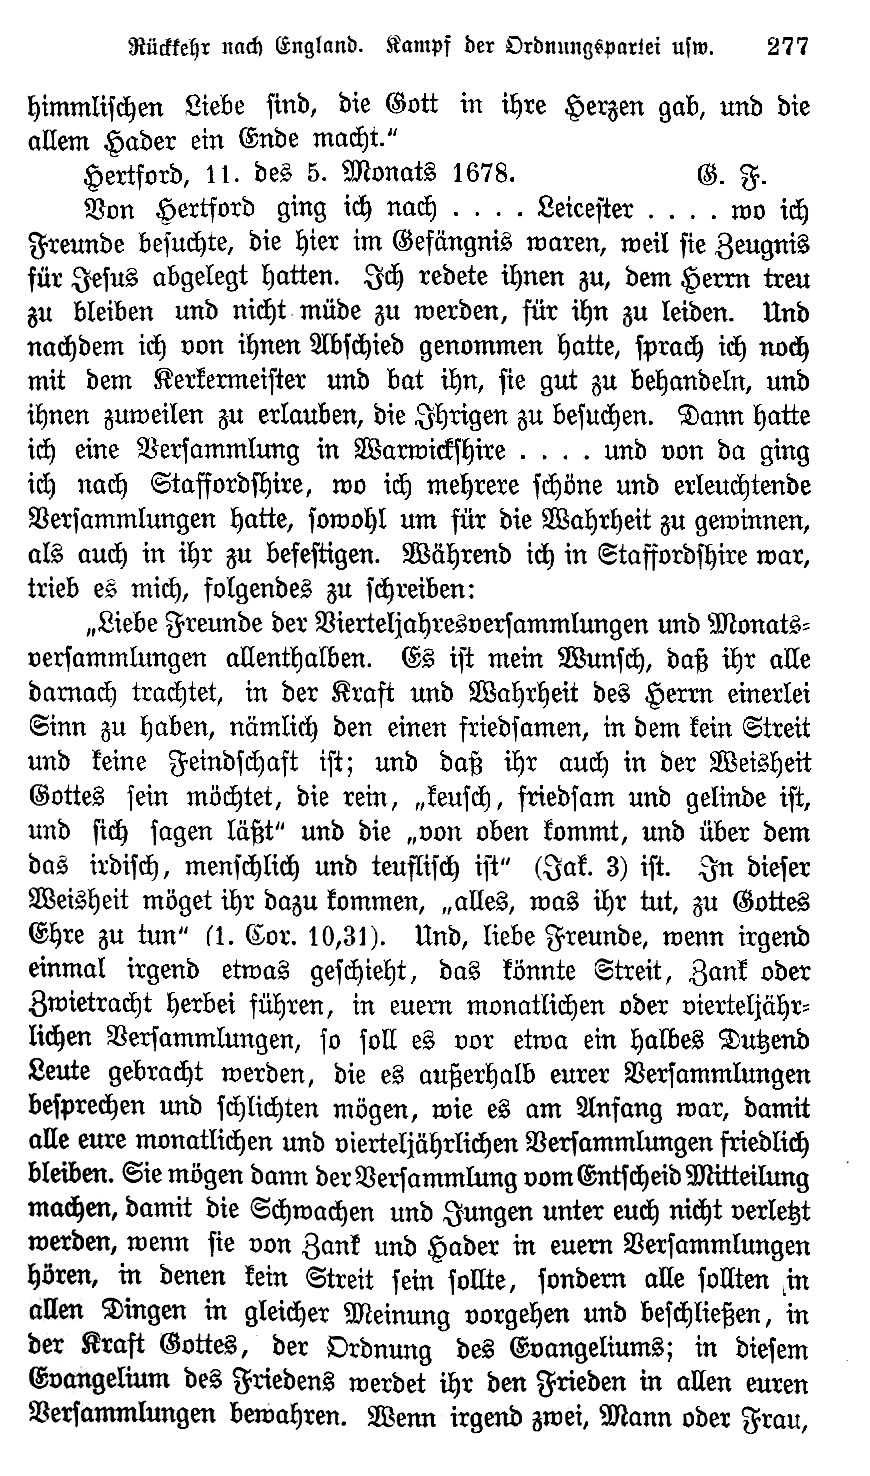 Rückkehr nach England. Kampf der Ordnungspartei usw. 277
himmlischen Liebe sind, die Gott in ihre Herzen gab, und die
allem Hader ein Ende macht.“
Hertford, 11. des 5. Monats 1678. G. F.
Von Hertford ging ich nach . . . . Leicester . . . . wo ich
Freunde besuchte, die hier im Gefängnis waren, weil sie Zeugnis
für Jesus abgelegt hatten. Ich redete ihnen zu, dem Herrn treu
zu bleiben und nicht müde zu werden, für ihn zu leiden. Und
nachdem ich von ihnen Abschied genommen hatte, sprach ich noch
mit dem Kerkermeister und bat ihn, sie gut zu behandeln, und
ihnen zuweilen zu erlauben, die Ihrigen zu besuchen. Dann hatte
ich eine Versammlung in Warwickshire . . . . und von da ging
ich nach Staffordshire, wo ich mehrere schöne und erleuchtende
Versammlungen hatte, sowohl um für die Wahrheit zu gewinnen,
als auch in ihr zu befestigen. Während ich in Staffordshire war,
trieb es mich, folgendes zu schreiben:
„Liebe Freunde der Vierteljahresversammlungen und Monats-
versammlungen allenthalben. Es ist mein Wunsch, daß ihr alle
darnach trachtet, in der Kraft und Wahrheit des Herrn einerlei
Sinn zu haben, nämlich den einen friedsamen, in dem kein Streit
und keine Feindschaft ist; und daß ihr auch in der Weisheit
Gottes sein möchtet, die rein, „keusch, friedsam und gelinde ist,
und sich sagen läßt“ und die „von oben kommt, und über dem
das irdisch, menschlich und teuflisch ist“ (Jak. 3) ist. In dieser
Weisheit möget ihr dazu kommen, „alles, was ihr tut, zu Gottes
Ehre zu tun“ (1. Cor. 10,31). Und, liebe Freunde, wenn irgend
einmal irgend etwas geschieht, das könnte Streit, Zank oder
Zwietracht herbei führen, in euern monatlichen oder vierteljähr-
lichen Versammlungen, so soll es vor etwa ein halbes Dutzend
Leute gebracht werden, die es außerhalb eurer Versammlungen
besprechen und schlichten mögen, wie es am Anfang war, damit
alle eure monatlichen und vierteljährlichen Versammlungen friedlich
bleiben. Sie mögen dann der Versammlung vom Entscheid Mitteilung
machen, damit die Schwachen und Jungen unter euch nicht verletzt
werden, wenn sie von Zank und Hader in euern Versammlungen
hören, in denen kein Streit sein sollte, sondern alle sollten in
allen Dingen in gleicher Meinung vorgehen und beschließen, in
der Kraft Gottes, der Ordnung des Evangeliums; in diesem
Evangelium des Friedens werdet ihr den Frieden in allen euren
Versammlungen bewahren. Wenn irgend zwei, Mann oder Frau,